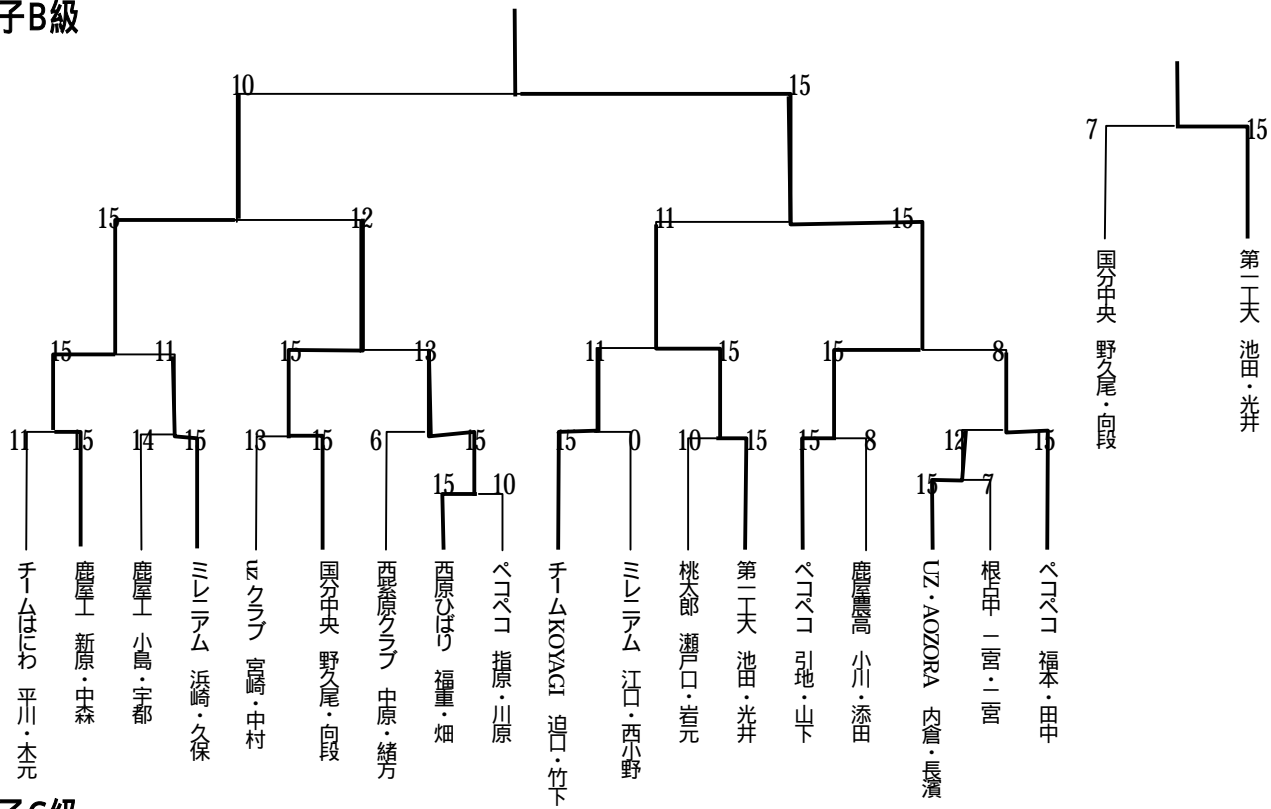 子B級
10
15
7
15
15
12
11
15
15
11
15
13
11
15
15
8
11
15
14
15
13
15
6
15
15
0
10
15
15
8
12
15
15
10
15
7
チームはにわ 平川・木元
鹿屋工 新原・中森
鹿屋工 小島・宇都
ミレニアム 浜崎・久保
uz クラブ 宮崎・中村
国分中央 野久尾・向段
西紫原クラブ 中原・緒方
西原ひばり 福重・畑
ペコペコ 指原・川原
チームKOYAGI 迫口・竹下
ミレニアム 江口・西小野
桃太郎 瀬戸口・岩元
第一工大 池田・光井
ペコペコ 引地・山下
鹿屋農高 小川・添田
UZ・AOZORA 内倉・長濱
根占中 二宮・二宮
ペコペコ 福本・田中
国分中央 野久尾・向段
第一工大 池田・光井